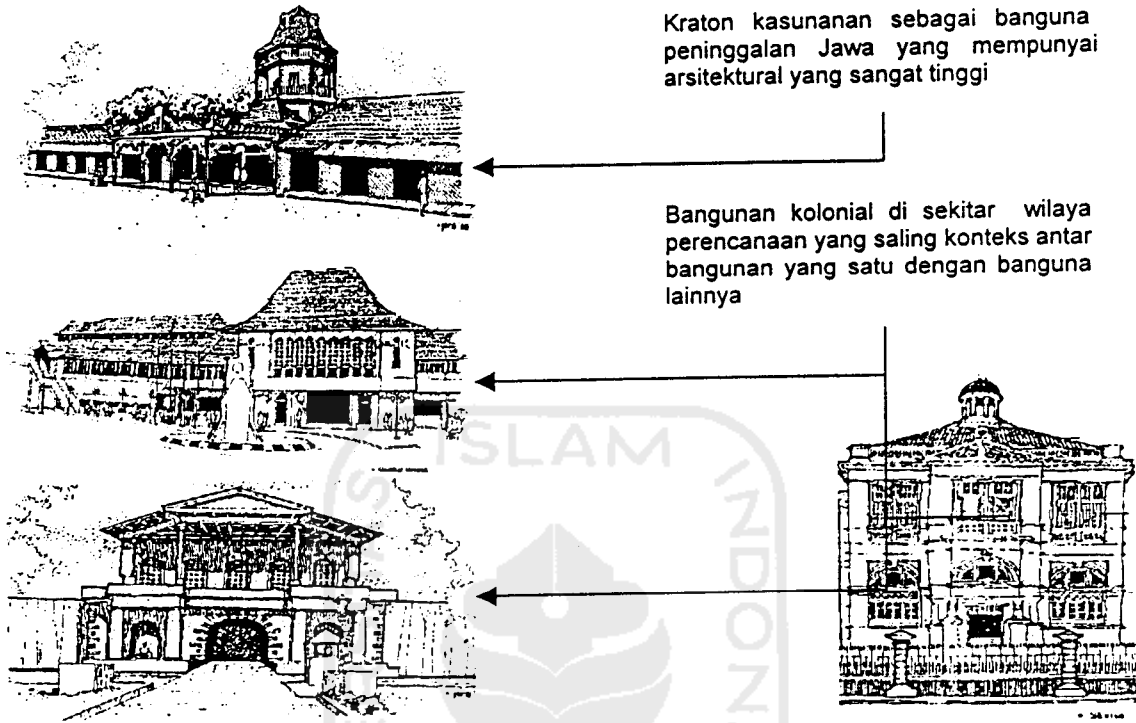 Kraton kasunanan sebagai banguna
peninggalan Jawa yang mempunyai
arsitektural yang sangat tinggi
Bangunan kolonial di sekitar wilaya
perencanaan yang saling konteks antar
bangunan yang satu dengan banguna
lainnya
ISLAM
INDON